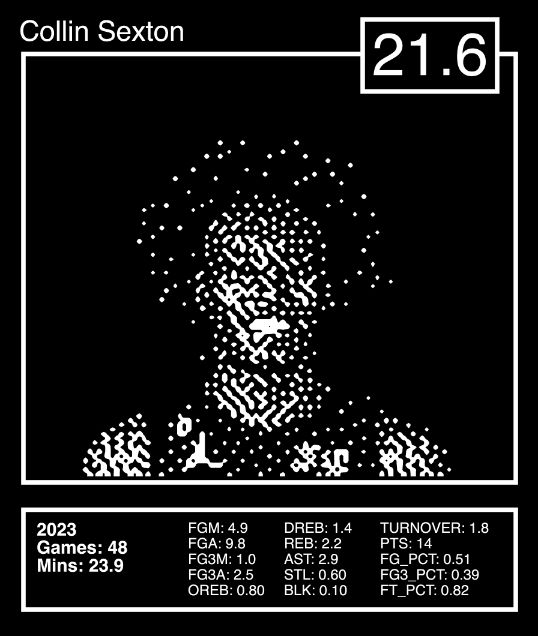 Collin Sexton
21.6
2023
Games: 48
Mins: 23.9
FGM: 4.9
FGA: 9.8
FG3M: 1.0
FG3A: 2.5
OREB: 0.80
DREB: 1.4
REB: 2.2
AST: 2.9
STL: 0.60
BLK: 0.10
TURNOVER: 1.8
PTS: 14
FG_PCT: 0.51
FG3_PCT: 0.39
FT_PCT: 0.82